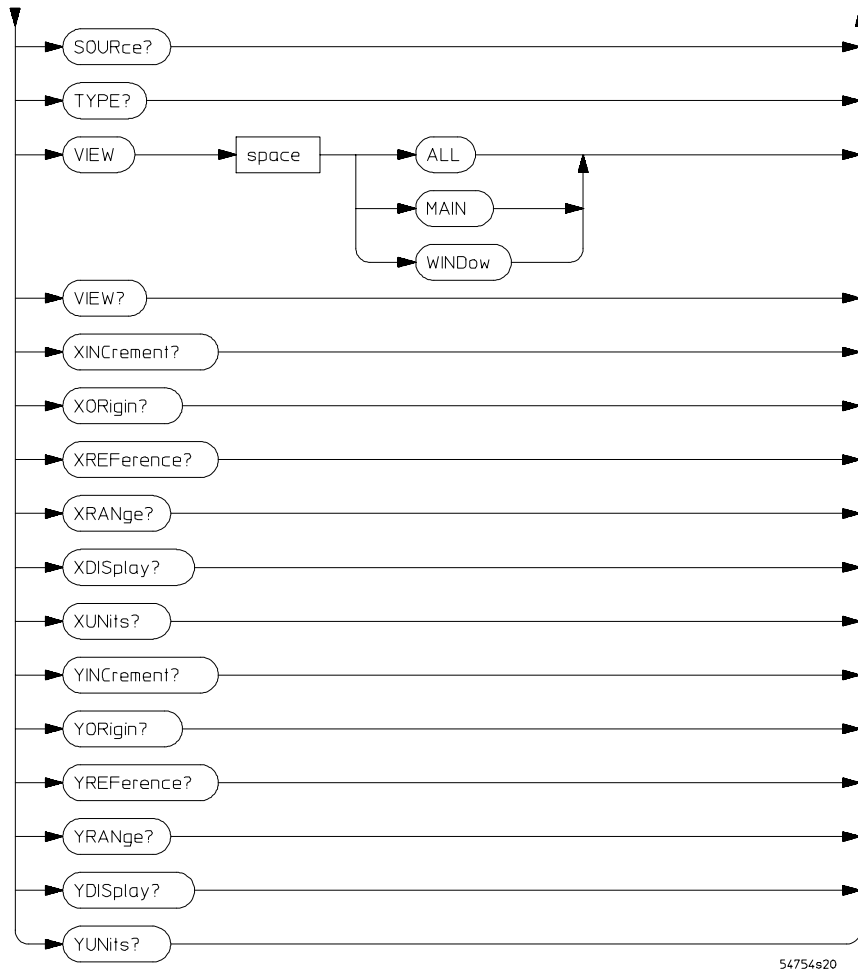 SOURce?
TYPE?
VIEW space ALL
MAIN
WINDow
VIEW?
XINCrement?
XORigin?
XREFerence?
XRANge?
XDISplay?
XUNits?
YINCrement?
YORigin?
YREFerence?
YRANge?
YDISplay?
YUNits?
54754s20